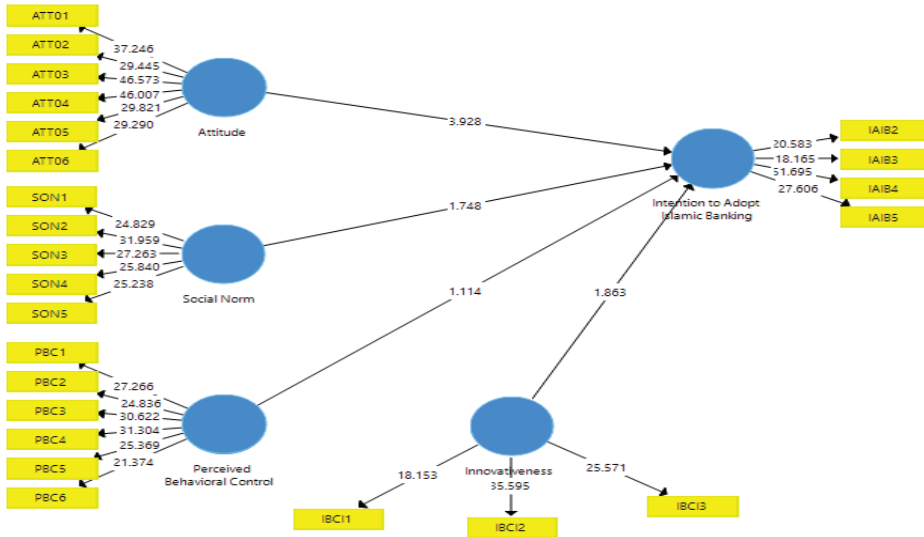 ATT01
ATT02
ATT03
ATT04
ATT05
ATT06
37.246
29.445
46.573
46.007
29.821
29.290
Attitude
3.928
SON1
SON2
SON3
SON4
SON5
24.829
31.959
27.263
25.840
25.238
Social Norm
1.748
PBC1
PBC2
PBC3
PBC4
PBC5
PBC6
27.266
24.836
30.622
31.304
25.369
21.374
Perceived
Behavioral Control
1.114
Intention to Adopt
Islamic Banking
20.583
18.165
31.695
27.606
IAIB2
IAIB3
IAIB4
IAIB5
1.863
Innovativeness
18.153
35.595
25.571
IBCI1
IBCI2
IBCI3